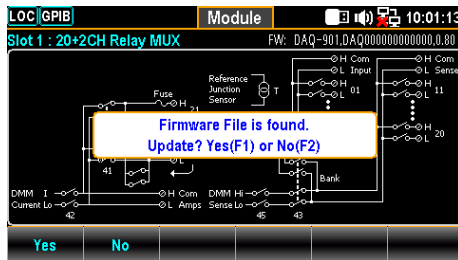 LOC GPIB Module 10:01:13
Slot 1 : 20+2CH Relay MUX FW: DAQ-901,DAQ000000000000,0.80
H Com H Com
L Input L Sense
Reference
Junction
Sensor
T
H 01 H 11
L L
Fuse
H 21
Firmware File is found.
Update? Yes(F1) or No(F2)
H 20
L
41 L
Bank
DMM I H Com DMM Hi
Current Lo L Amps Sense Lo
42 45 43
Yes No